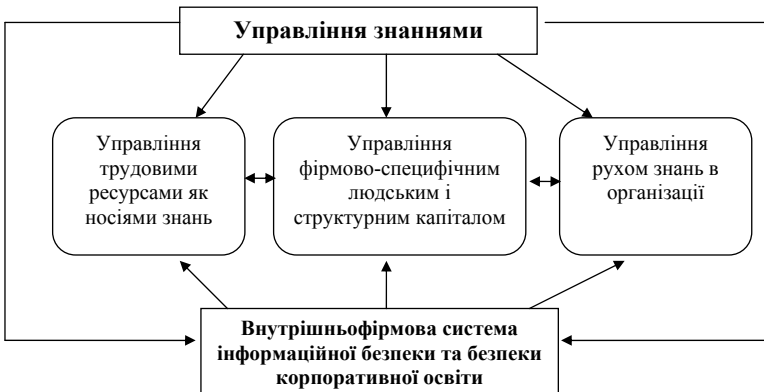 Управління знаннями
Управління
трудовими
ресурсами як
носіями знань
Управління
фірмово-специфічним
людським і
структурним капіталом
Управління
рухом знань в
організації
Внутрішньофірмова система
інформаційної безпеки та безпеки
корпоративної освіти